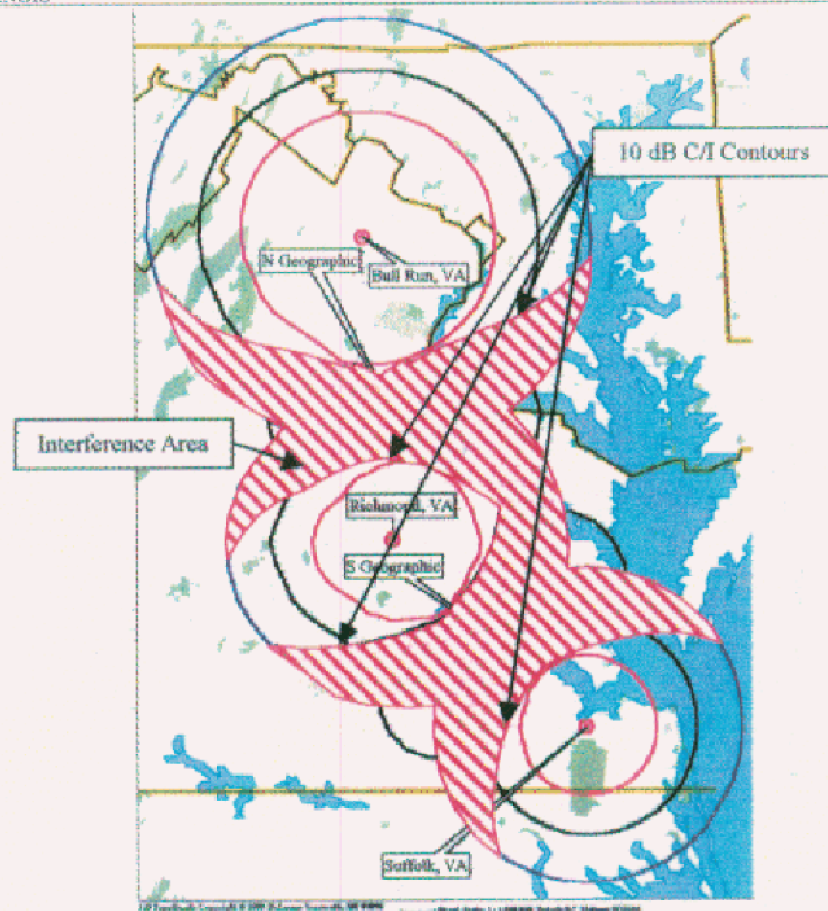 10 dB C/I Contours
N Geographic
Bull Run, VA
Interference Area
Richmond, VA
S Geographic
Suffolk, VA